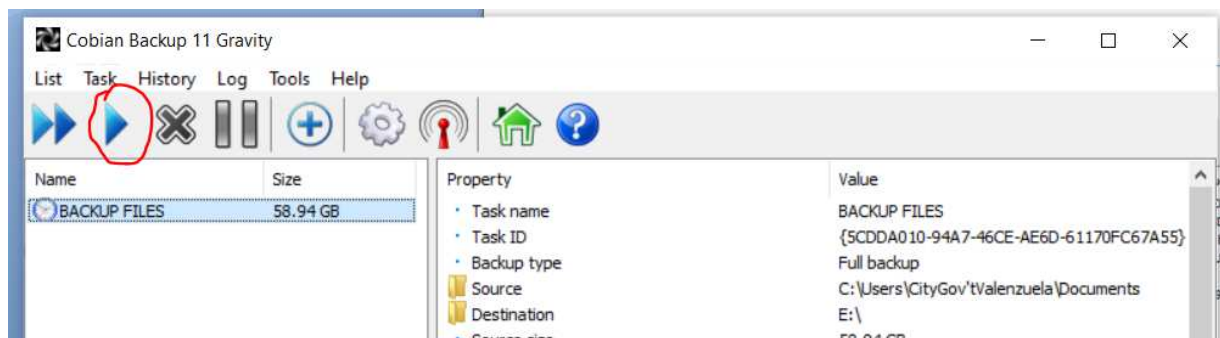 Cobian Backup 11 Gravity
List Task History Log Tools Help
Name Size Property Value
BACKUP FILES 58.94 GB Task name BACKUP FILES
Task ID {5CDDA010-94A7-46CE-AE6D-61170FC67A55}
Backup type Full backup
Source C:\Users\CityGov'tValenzuela\Documents
Destination E:\